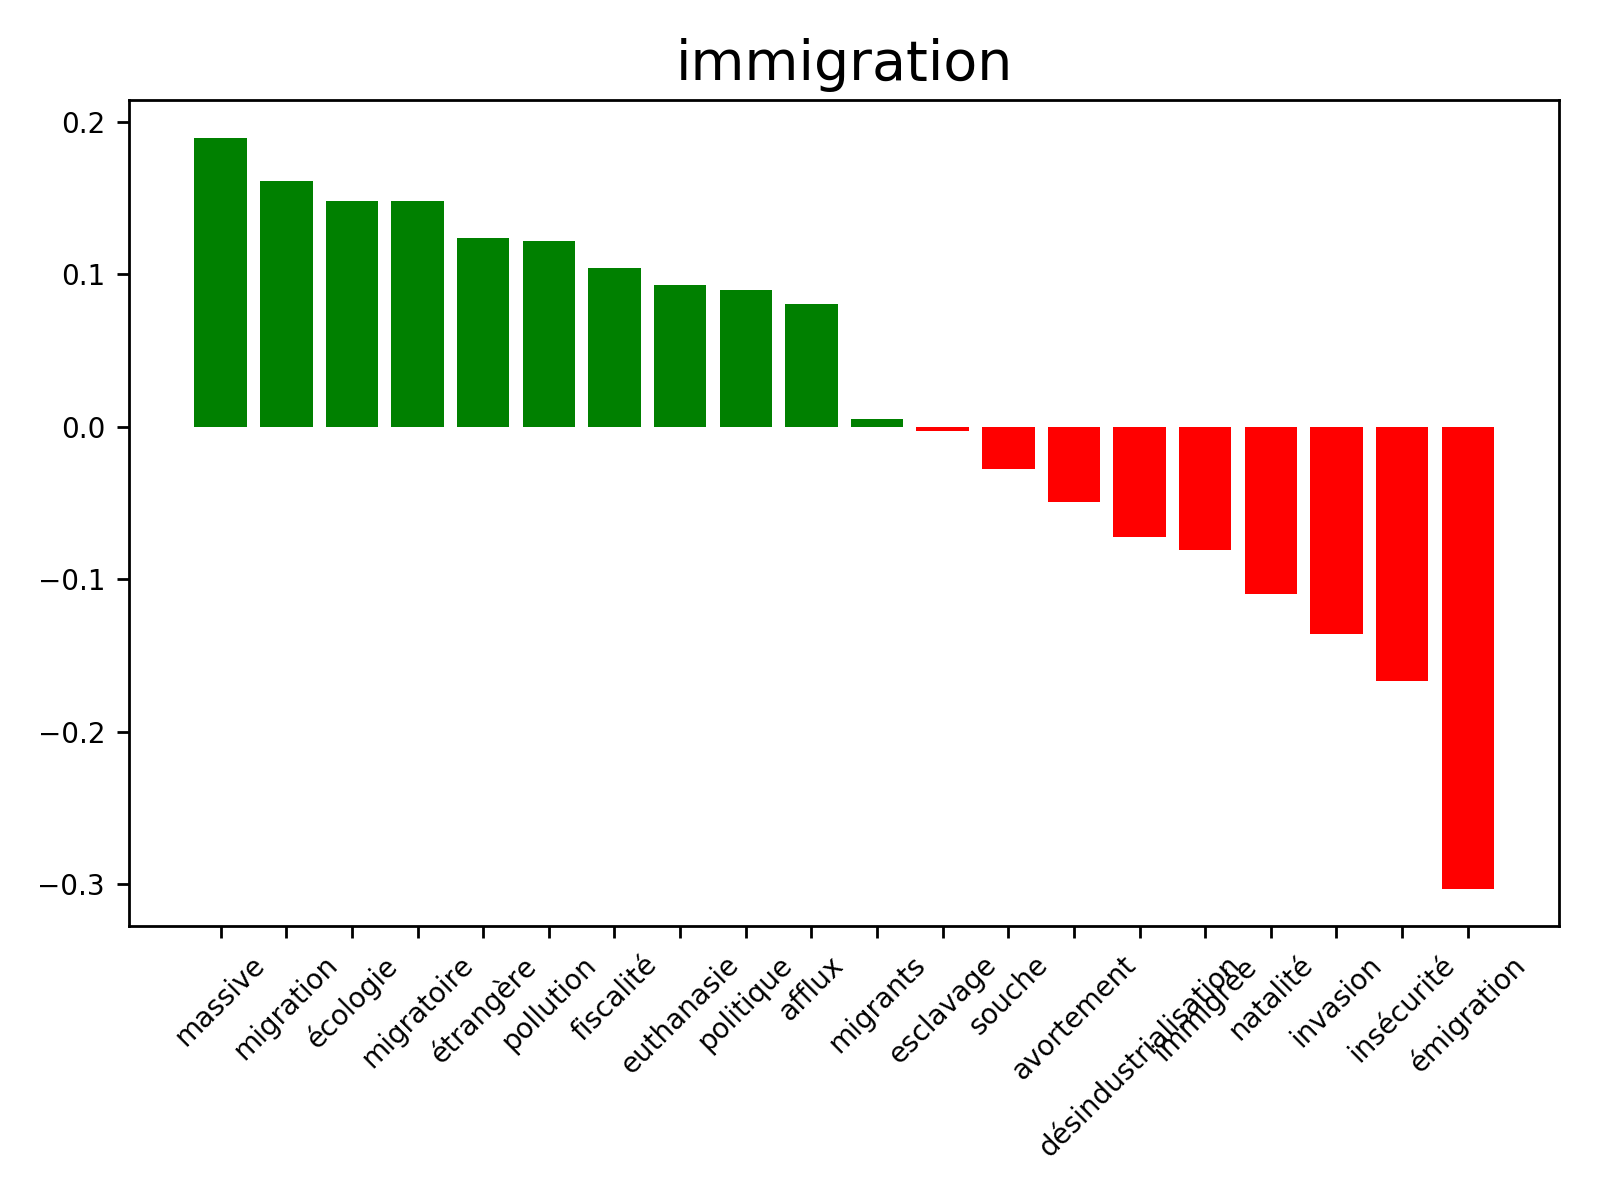 immigration
0.2
0.1
0.0
−0.1
−0.2
−0.3
massive
migration
écologie
migratoire
étrangère
pollution
fiscalité
euthanasie
politique
afflux
migrants
esclavage
souche
avortement
désindustrialisation
immigrée
natalité
invasion
insécurité
émigration